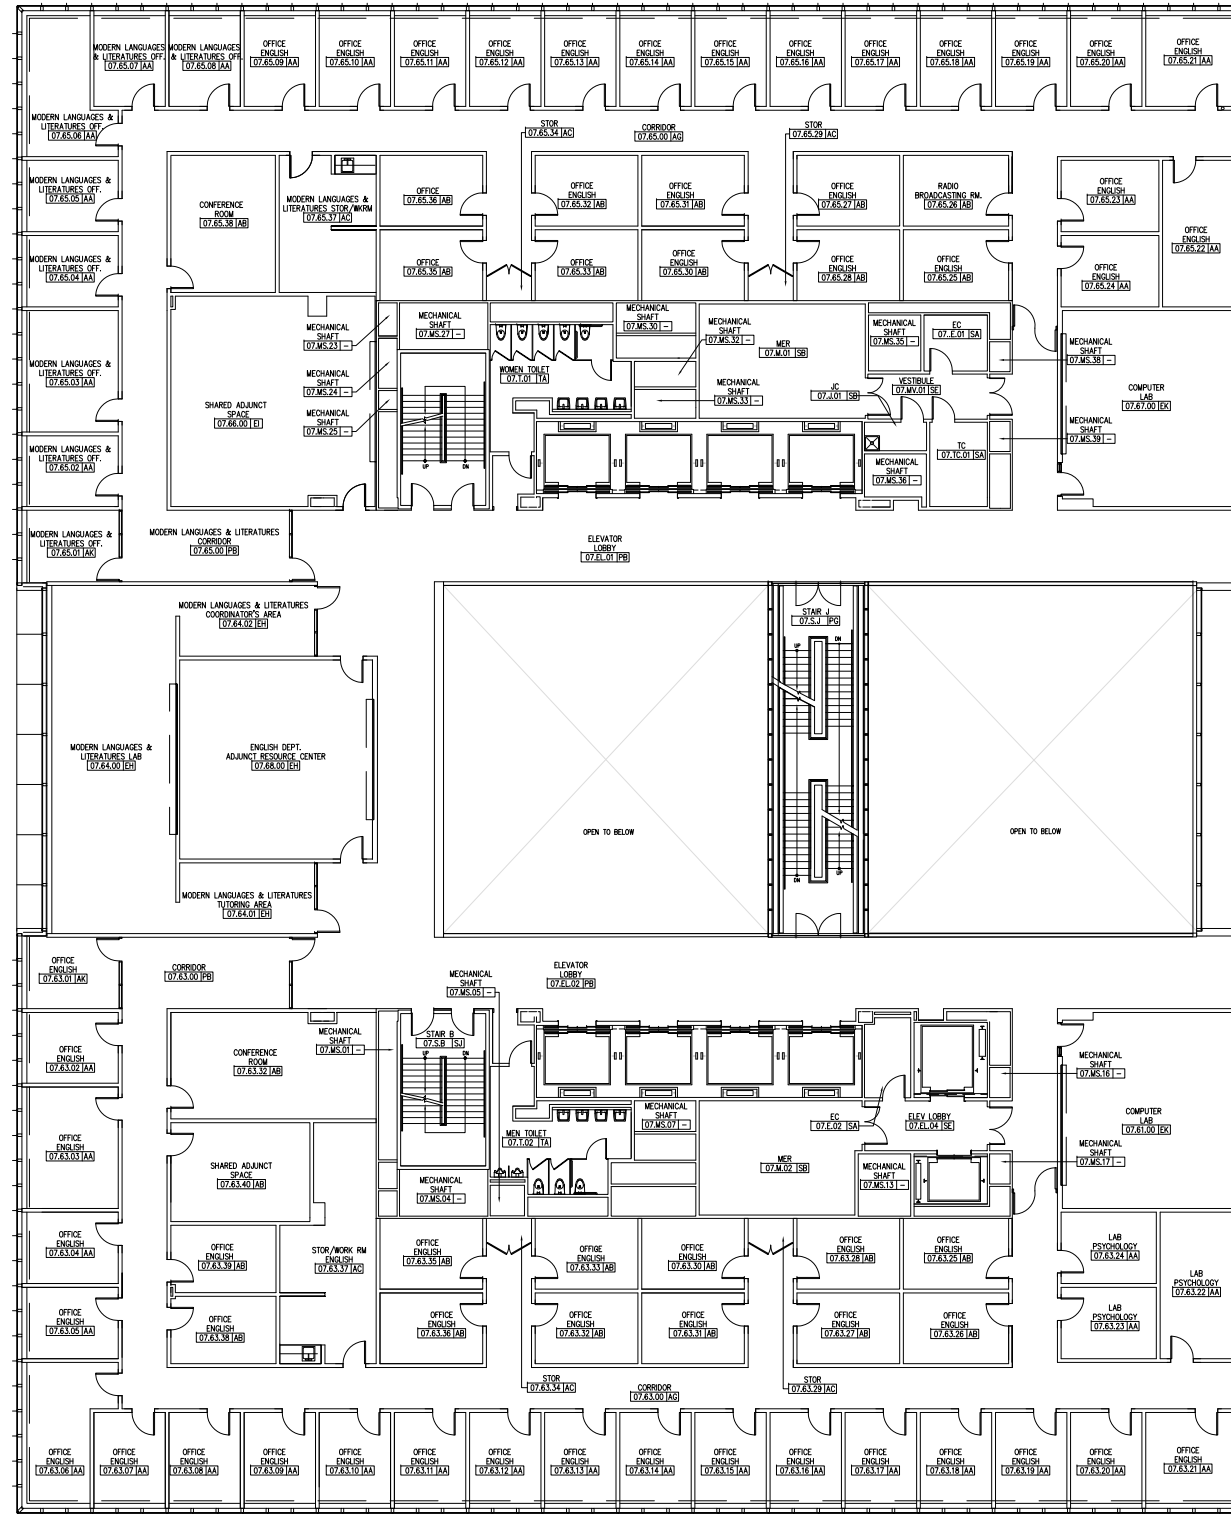 MODERN LANGUAGES
& LITERATURES OFF.
07.65.07 AA
MODERN LANGUAGES
& LITERATURES OFF.
07.65.08 AA
OFFICE
ENGLISH
07.65.09 AA
OFFICE
ENGLISH
07.65.10 AA
OFFICE
ENGLISH
07.65.11 AA
OFFICE
ENGLISH
07.65.12 AA
OFFICE
ENGLISH
07.65.13 AA
OFFICE
ENGLISH
07.65.14 AA
OFFICE
ENGLISH
07.65.15 AA
OFFICE
ENGLISH
07.65.16 AA
OFFICE
ENGLISH
07.65.17 AA
OFFICE
ENGLISH
07.65.18 AA
OFFICE
ENGLISH
07.65.19 AA
OFFICE
ENGLISH
07.65.20 AA
OFFICE
ENGLISH
07.65.21 AA
MODERN LANGUAGES &
LITERATURES OFF.
07.65.06 AA
STOR
07.65.34 AC
CORRIDOR
07.65.00 AG
STOR
07.65.29 AC
MODERN LANGUAGES &
LITERATURES OFF.
07.65.05 AA
CONFERENCE
ROOM
07.65.38 AB
MODERN LANGUAGES &
LITERATURES STOR/WKRM
07.65.37 AC
OFFICE
07.65.36 AB
OFFICE
ENGLISH
07.65.32 AB
OFFICE
ENGLISH
07.65.31 AB
OFFICE
ENGLISH
07.65.27 AB
RADIO
BROADCASTING RM.
07.65.26 AB
OFFICE
ENGLISH
07.65.23 AA
OFFICE
ENGLISH
07.65.22 AA
MODERN LANGUAGES &
LITERATURES OFF.
07.65.04 AA
OFFICE
07.65.35 AB
OFFICE
07.65.33 AB
OFFICE
ENGLISH
07.65.30 AB
OFFICE
ENGLISH
07.65.28 AB
OFFICE
ENGLISH
07.65.25 AB
OFFICE
ENGLISH
07.65.24 AA
MECHANICAL
SHAFT
07.MS.23 -
MECHANICAL
SHAFT
07.MS.27 -
MECHANICAL
SHAFT
07.MS.30 -
MECHANICAL
SHAFT
07.MS.32 -
MER
07.M.01 SB
MECHANICAL
SHAFT
07.MS.35 -
EC
07.E.01 SA
MECHANICAL
SHAFT
07.MS.38 -
MODERN LANGUAGES &
LITERATURES OFF.
07.65.03 AA
MECHANICAL
SHAFT
07.MS.24 -
WOMEN TOILET
07.T.01 TA
MECHANICAL
SHAFT
07.MS.33 -
JC
07.J.01 SB
VESTIBULE
07.MV.01 SE
COMPUTER
LAB
07.67.00 EK
SHARED ADJUNCT
SPACE
07.66.00 EI
MECHANICAL
SHAFT
07.MS.25 -
MECHANICAL
SHAFT
07.MS.39 -
MODERN LANGUAGES &
LITERATURES OFF.
07.65.02 AA
UP
DN
MECHANICAL
SHAFT
07.MS.36 -
TC
07.TC.01 SA
MODERN LANGUAGES &
LITERATURES OFF.
07.65.01 AK
MODERN LANGUAGES & LITERATURES
CORRIDOR
07.65.00 PB
ELEVATOR
LOBBY
07.EL.01 PB
MODERN LANGUAGES & LITERATURES
COORDINATOR'S AREA
07.64.02 EH
STAIR J
07.S.J PG
UP
DN
MODERN LANGUAGES &
LITERATURES LAB
07.64.00 EH
ENGLISH DEPT.
ADJUNCT RESOURCE CENTER
07.68.00 EH
OPEN TO BELOW
OPEN TO BELOW
DN
UP
MODERN LANGUAGES & LITERATURES
TUTORING AREA
07.64.01 EH
OFFICE
ENGLISH
07.63.01 AK
CORRIDOR
07.63.00 PB
MECHANICAL
SHAFT
07.MS.05 -
ELEVATOR
LOBBY
07.EL.02 PB
OFFICE
ENGLISH
07.63.02 AA
CONFERENCE
ROOM
07.63.32 AB
MECHANICAL
SHAFT
07.MS.01 -
STAIR B
07.S.B SJ
UP
DN
MECHANICAL
SHAFT
07.MS.16 -
OFFICE
ENGLISH
07.63.03 AA
MEN TOILET
07.T.02 TA
MECHANICAL
SHAFT
07.MS.07 -
EC
07.E.02 SA
ELEV. LOBBY
07.EL.04 SE
COMPUTER
LAB
07.61.00 EK
SHARED ADJUNCT
SPACE
07.63.40 AB
MECHANICAL
SHAFT
07.MS.04 -
MER
07.M.02 SB
MECHANICAL
SHAFT
07.MS.13 -
MECHANICAL
SHAFT
07.MS.17 -
OFFICE
ENGLISH
07.63.04 AA
OFFICE
ENGLISH
07.63.39 AB
STOR/WORK RM
ENGLISH
07.63.37 AC
OFFICE
ENGLISH
07.63.35 AB
OFFIGE
ENGLISH
07.63.33 AB
OFFICE
ENGLISH
07.63.30 AB
OFFICE
ENGLISH
07.63.28 AB
OFFICE
ENGLISH
07.63.25 AB
LAB
PSYCHOLOGY
07.63.24 AA
LAB
PSYCHOLOGY
07.63.22 AA
OFFICE
ENGLISH
07.63.05 AA
OFFICE
ENGLISH
07.63.38 AB
OFFICE
ENGLISH
07.63.36 AB
OFFICE
ENGLISH
07.63.32 AB
OFFICE
ENGLISH
07.63.31 AB
OFFICE
ENGLISH
07.63.27 AB
OFFICE
ENGLISH
07.63.26 AB
LAB
PSYCHOLOGY
07.63.23 AA
STOR
07.63.34 AC
CORRIDOR
07.63.00 AG
STOR
07.63.29 AC
OFFICE
ENGLISH
07.63.06 AA
OFFICE
ENGLISH
07.63.07 AA
OFFICE
ENGLISH
07.63.08 AA
OFFICE
ENGLISH
07.63.09 AA
OFFICE
ENGLISH
07.63.10 AA
OFFICE
ENGLISH
07.63.11 AA
OFFICE
ENGLISH
07.63.12 AA
OFFICE
ENGLISH
07.63.13 AA
OFFICE
ENGLISH
07.63.14 AA
OFFICE
ENGLISH
07.63.15 AA
OFFICE
ENGLISH
07.63.16 AA
OFFICE
ENGLISH
07.63.17 AA
OFFICE
ENGLISH
07.63.18 AA
OFFICE
ENGLISH
07.63.19 AA
OFFICE
ENGLISH
07.63.20 AA
OFFICE
ENGLISH
07.63.21 AA